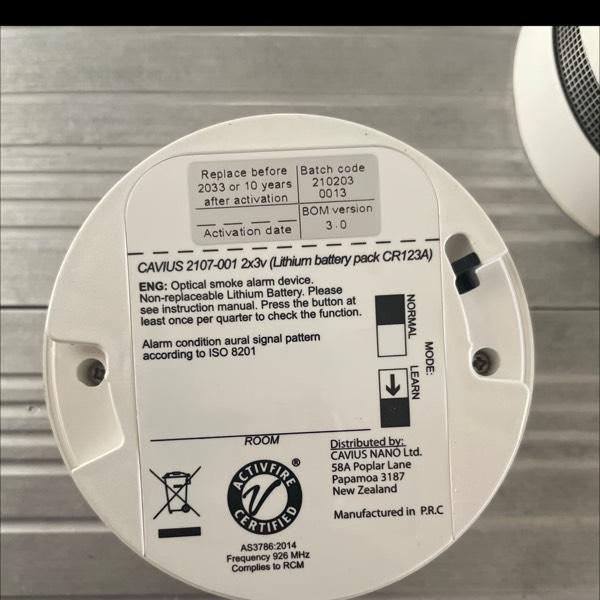 Replace before
2033 or 10 years
after activation
Activation date
Batch code
210203
0013
BOM version
3.0
CAVIUS 2107-001 2x3v (Lithium battery pack CR123A)
ENG: Optical smoke alarm device.
Non-replaceable Lithium Battery. Please
see instruction manual. Press the button at
least once per quarter to check the function.
Alarm condition aural signal pattern
according to ISO 8201
MODE:
NORMAL
LEARN
ROOM
ACTIVFIRE
®
CERTIFIED
AS3786:2014
Frequency 926 MHz
Complies to RCM
Distributed by:
CAVIUS NANO Ltd.
58A Poplar Lane
Papamoa 3187
New Zealand
Manufactured in P.R.C